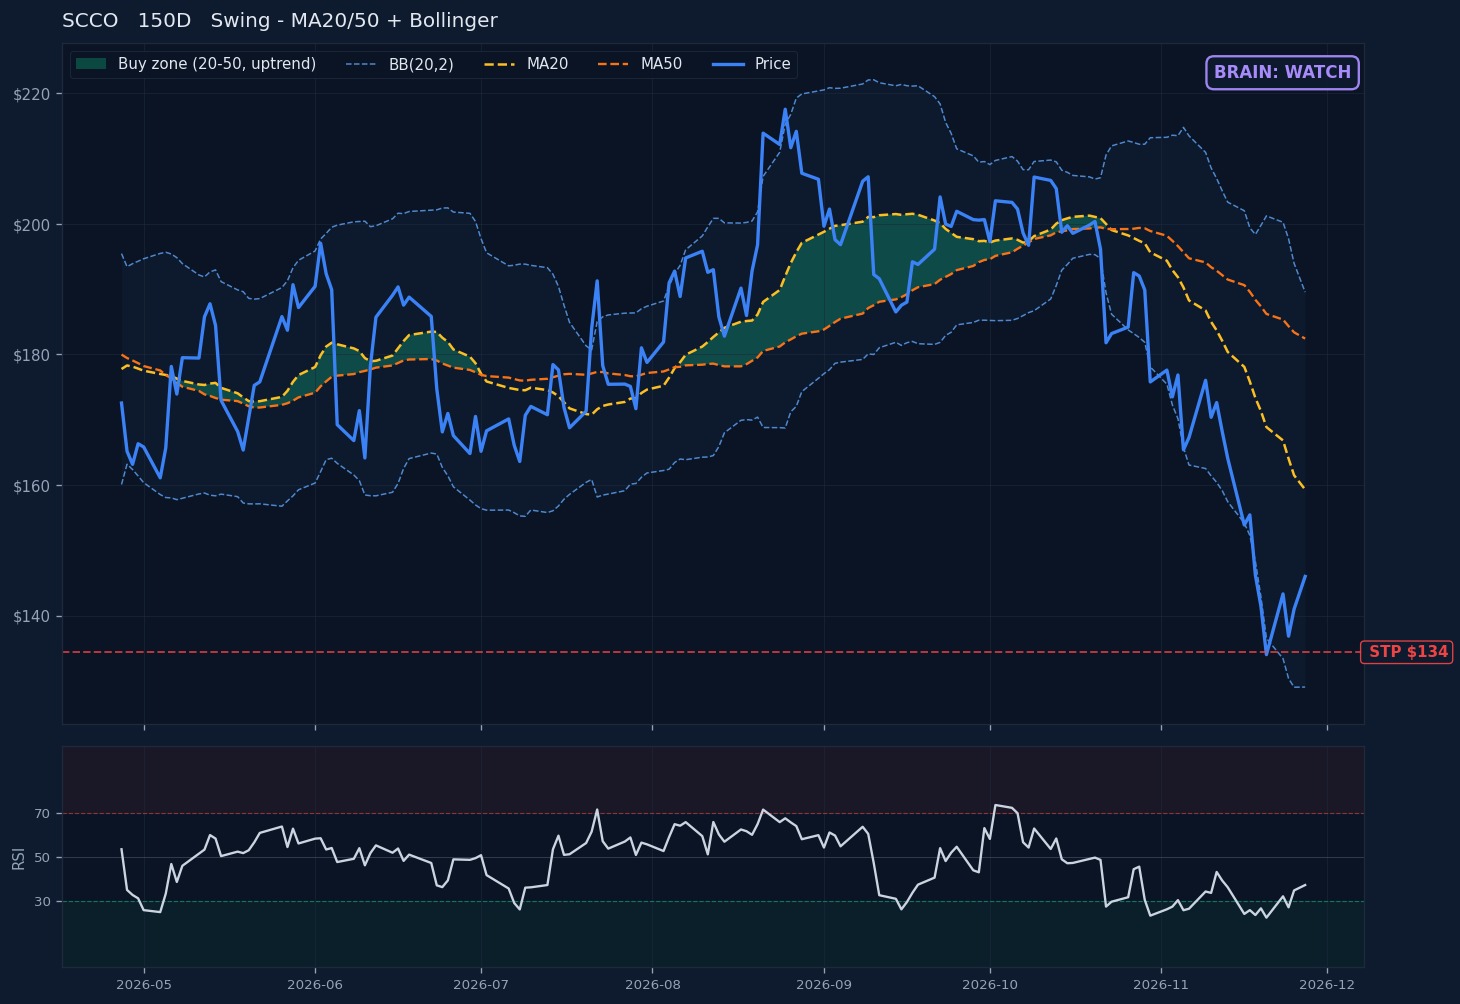 SCCO 150D Swing - MA20/50 + Bollinger
Buy zone (20-50, uptrend) BB(20,2) MA20 MA50 Price
BRAIN: WATCH
$220
$200
$180
$160
$140
STP $134
RSI
70
50
30
2026-05 2026-06 2026-07 2026-08 2026-09 2026-10 2026-11 2026-12